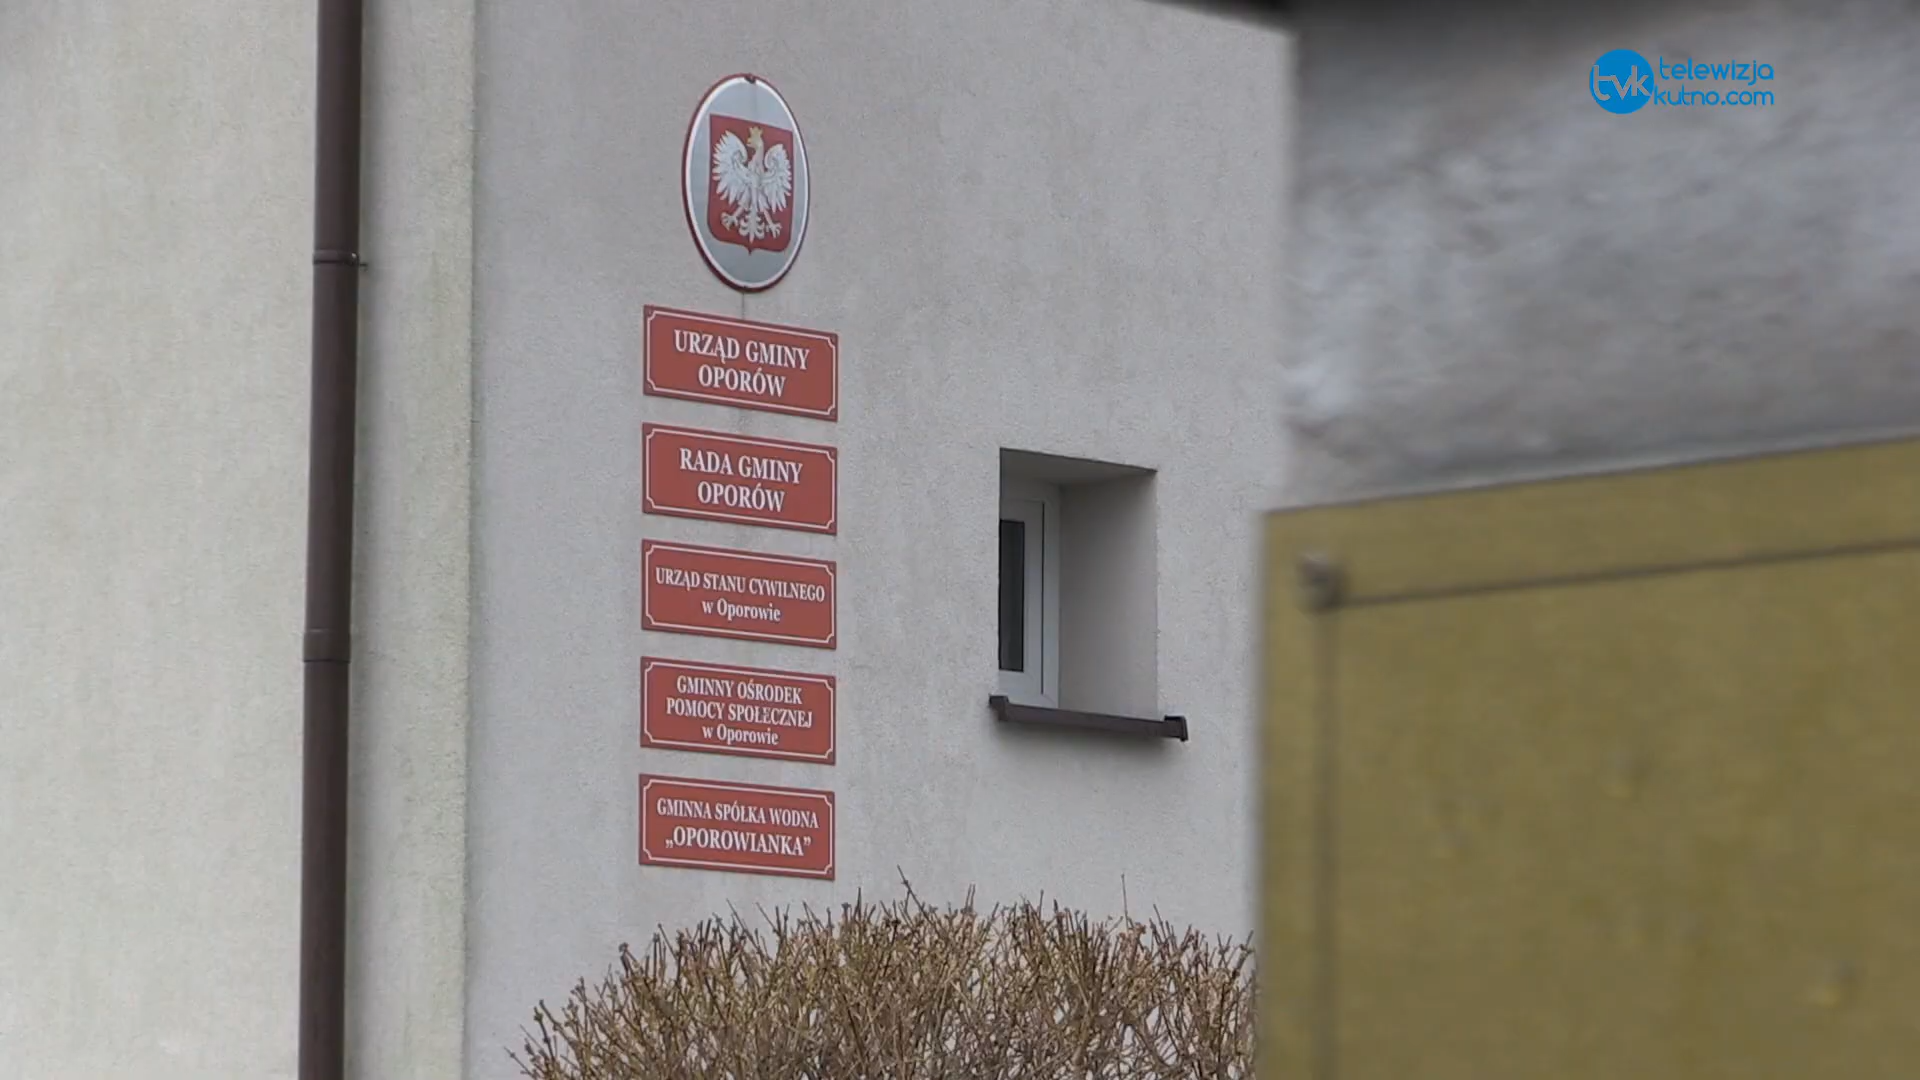 tvk telewizja
kutno.com
URZĄD GMINY
OPORÓW
RADA GMINY
OPORÓW
URZĄD STANU CYWILNEGO
w Oporowie
GMINNY OŚRODEK
POMOCY SPOŁECZNEJ
w Oporowie
GMINNA SPÓŁKA WODNA
„OPOROWIANKA”